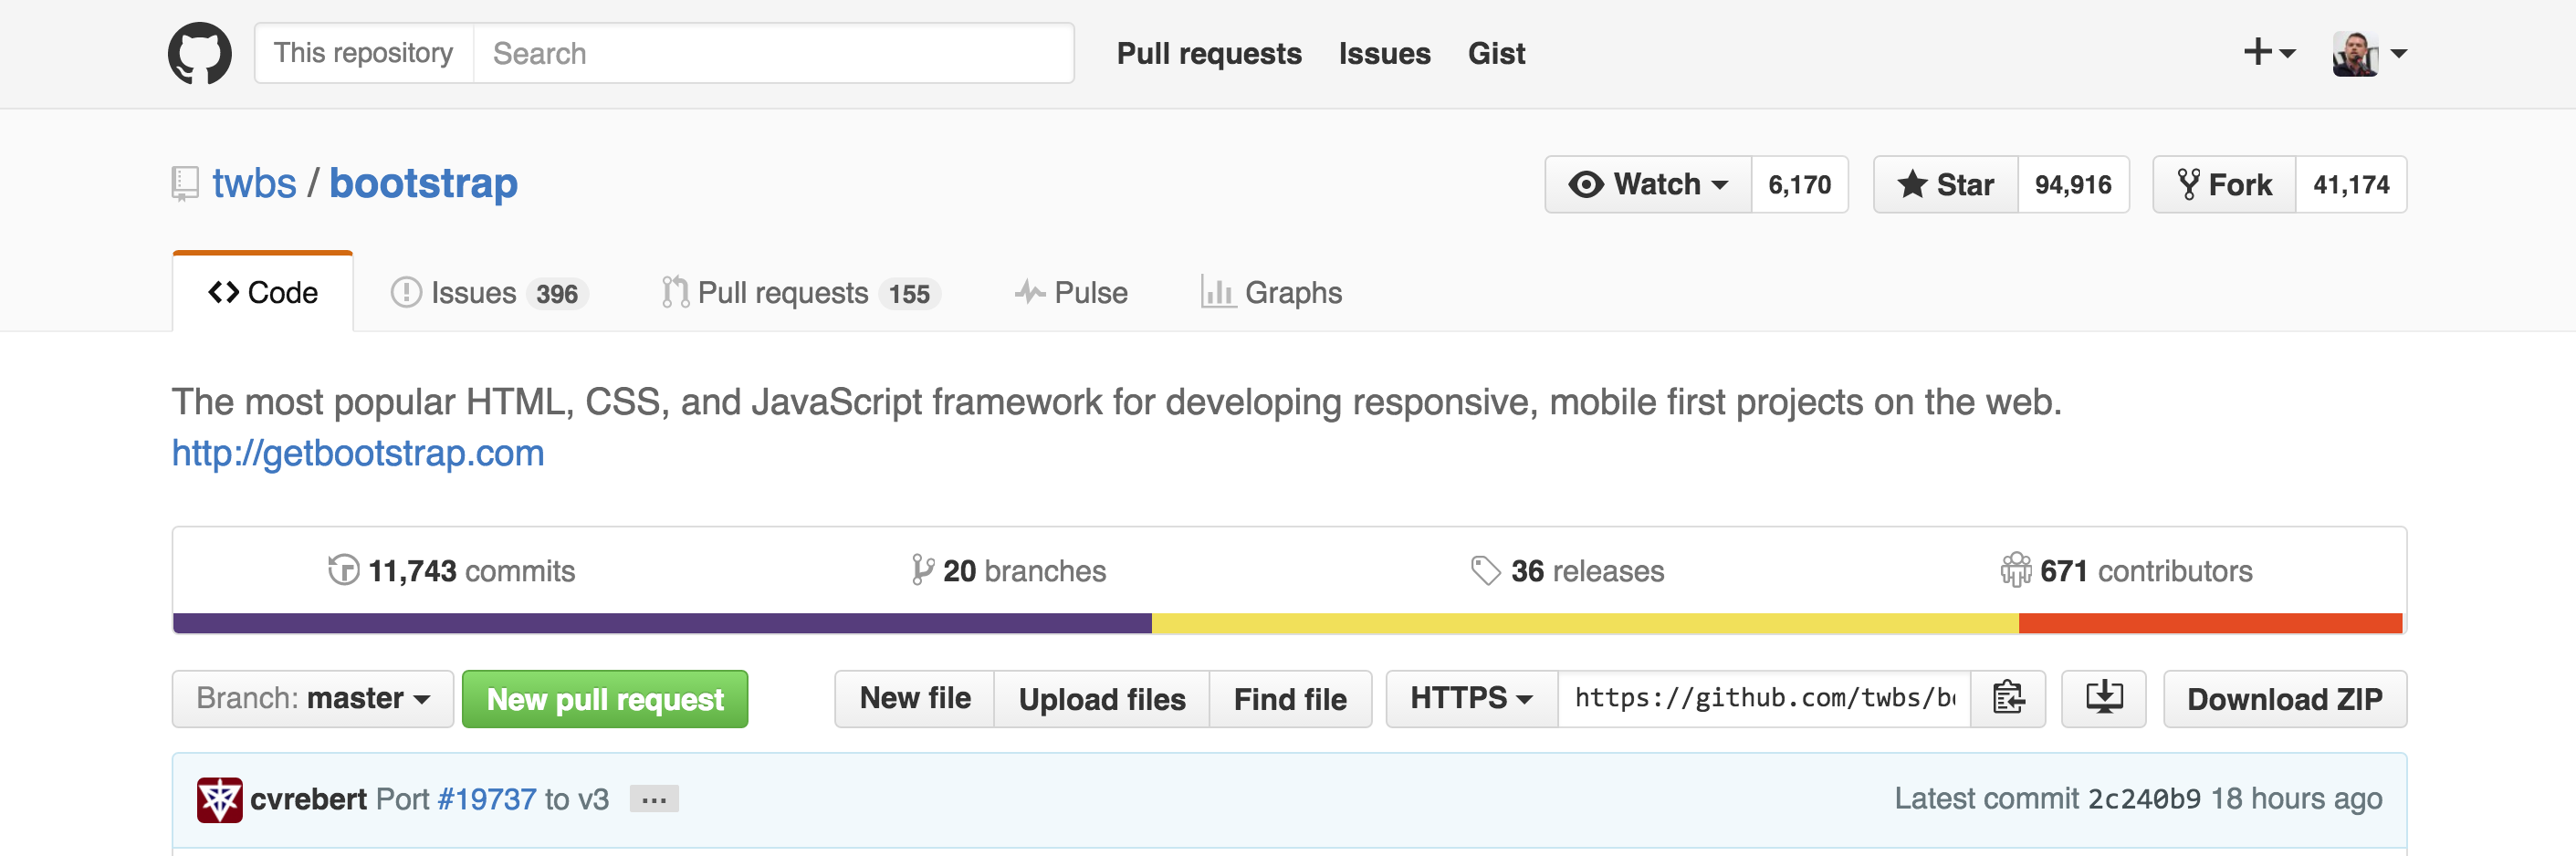 This repository Search Pull requests Issues Gist
twbs / bootstrap Watch 6,170 Star 94,916 Fork 41,174
Code Issues 396 Pull requests 155 Pulse Graphs
The most popular HTML, CSS, and JavaScript framework for developing responsive, mobile first projects on the web.
http://getbootstrap.com
11,743 commits 20 branches 36 releases 671 contributors
Branch: master New pull request New file Upload files Find file HTTPS https://github.com/twbs/b Download ZIP
cvrebert Port #19737 to v3 ... Latest commit 2c240b9 18 hours ago